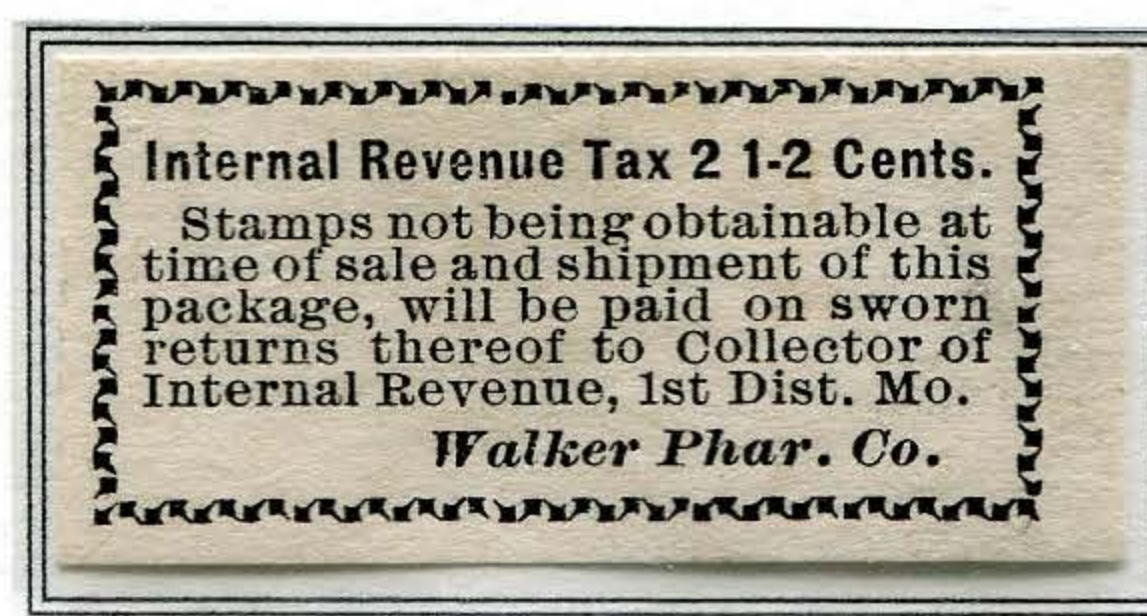 Internal Revenue Tax 2 1-2 Cents.
Stamps not being obtainable at
time of sale and shipment of this
package, will be paid on sworn
returns thereof to Collector of
Internal Revenue, 1st Dist. Mo.
Walker Phar. Co.